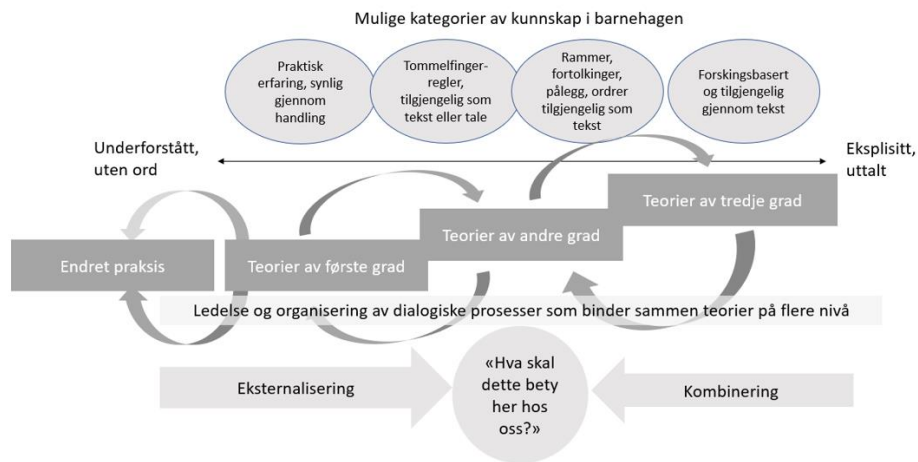 Mulige kategorier av kunnskap i barnehagen
Praktisk
erfaring, synlig
gjennom
handling
Tommelfinger-
regler,
tilgjengelig som
tekst eller tale
Rammer,
fortolkinger,
pålegg, ordrer
tilgjengelig som
tekst
Forskingsbasert
og tilgjengelig
gjennom tekst
Underforstått,
uten ord
Eksplisitt,
uttalt
Endret praksis
Teorier av første grad
Teorier av andre grad
Teorier av tredje grad
Ledelse og organisering av dialogiske prosesser som binder sammen teorier på flere nivå
Eksternalisering
«Hva skal
dette bety
her hos
oss?»
Kombinering